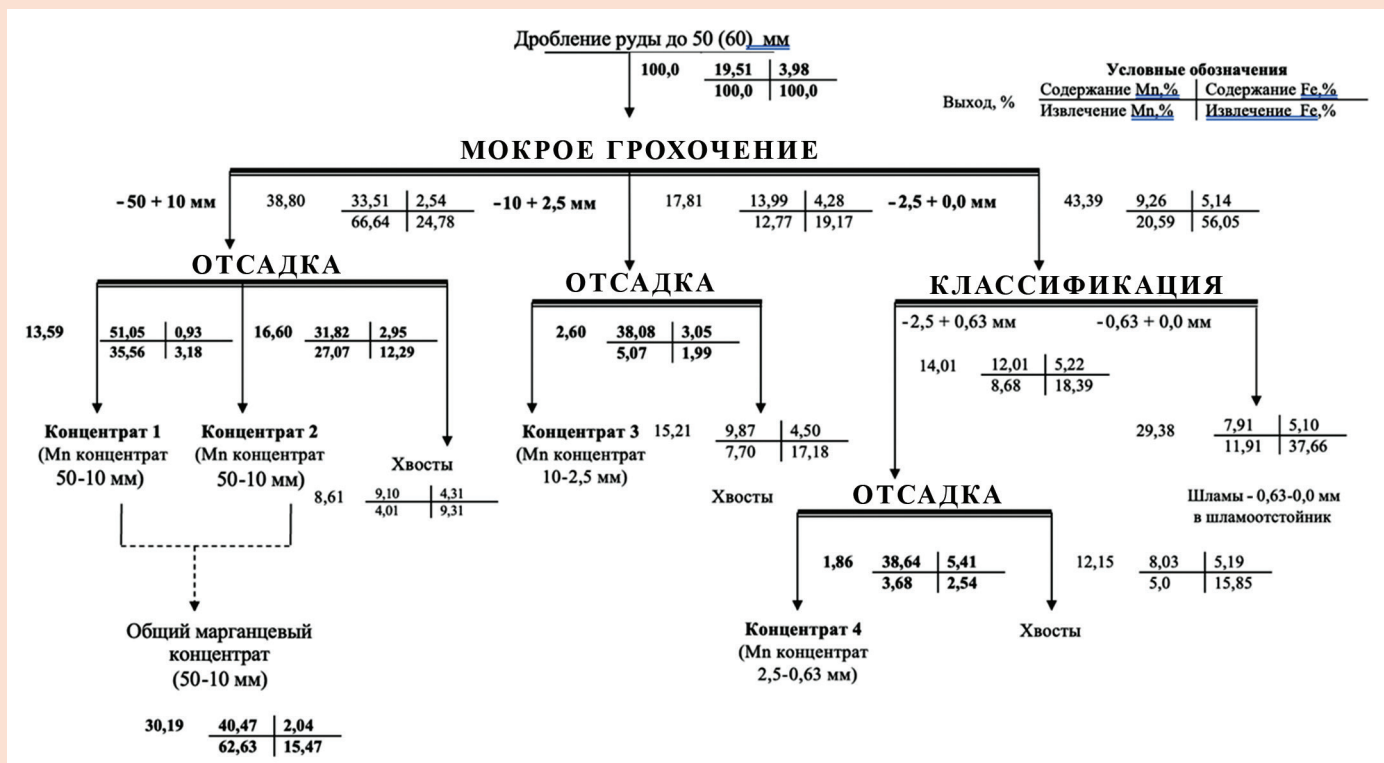 Дробление руды до 50 (60) мм
100,0 19,51 3,98
100,0 100,0
Условные обозначения
Выход, % Содержание Mn,% Содержание Fe,%
Извлечение Mn,% Извлечение Fe,%
МОКРОЕ ГРОХОЧЕНИЕ
-50 + 10 мм 38,80 33,51 2,54 -10 + 2,5 мм 17,81 13,99 4,28 -2,5 + 0,0 мм 43,39 9,26 5,14
66,64 24,78 12,77 19,17 20,59 56,05
ОТСАДКА
ОТСАДКА
КЛАССИФИКАЦИЯ
13,59 51,05 0,93 16,60 31,82 2,95
35,56 3,18 27,07 12,29
2,60 38,08 3,05
5,07 1,99
-2,5 + 0,63 мм -0,63 + 0,0 мм
14,01 12,01 5,22
8,68 18,39
Концентрат 1
(Mn концентрат
50-10 мм)
Концентрат 2
(Mn концентрат
50-10 мм)
Хвосты
8,61 9,10 4,31
4,01 9,31
Концентрат 3
(Mn концентрат
10-2,5 мм)
15,21 9,87 4,50
7,70 17,18
Хвосты
29,38 7,91 5,10
11,91 37,66
Шламы - 0,63-0,0 мм
в шламоотстойник
ОТСАДКА
1,86 38,64 5,41
3,68 2,54
12,15 8,03 5,19
5,0 15,85
Концентрат 4
(Mn концентрат
2,5-0,63 мм)
Хвосты
Общий марганцевый
концентрат
(50-10 мм)
30,19 40,47 2,04
62,63 15,47